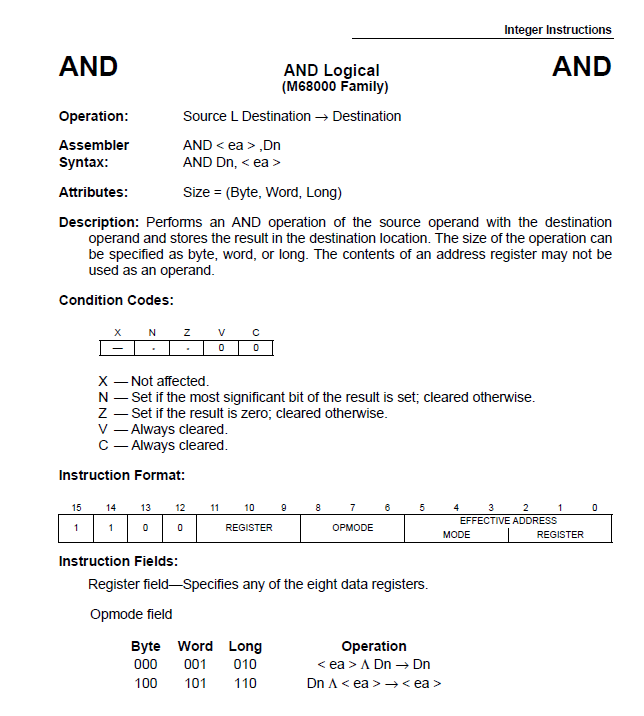 Integer Instructions
AND AND Logical AND
(M68000 Family)
Operation: Source L Destination → Destination
Assembler AND < ea > ,Dn
Syntax: AND Dn, < ea >
Attributes: Size = (Byte, Word, Long)
Description: Performs an AND operation of the source operand with the destination
operand and stores the result in the destination location. The size of the operation can
be specified as byte, word, or long. The contents of an address register may not be
used as an operand.
Condition Codes:
X N Z V C
— - - 0 0
X — Not affected.
N — Set if the most significant bit of the result is set; cleared otherwise.
Z — Set if the result is zero; cleared otherwise.
V — Always cleared.
C — Always cleared.
Instruction Format:
15 14 13 12 11 10 9 8 7 6 5 4 3 2 1 0
1 1 0 0 REGISTER OPMODE EFFECTIVE ADDRESS
MODE REGISTER
Instruction Fields:
Register field—Specifies any of the eight data registers.
Opmode field
Byte Word Long Operation
000 001 010 < ea > Λ Dn → Dn
100 101 110 Dn Λ < ea > → < ea >